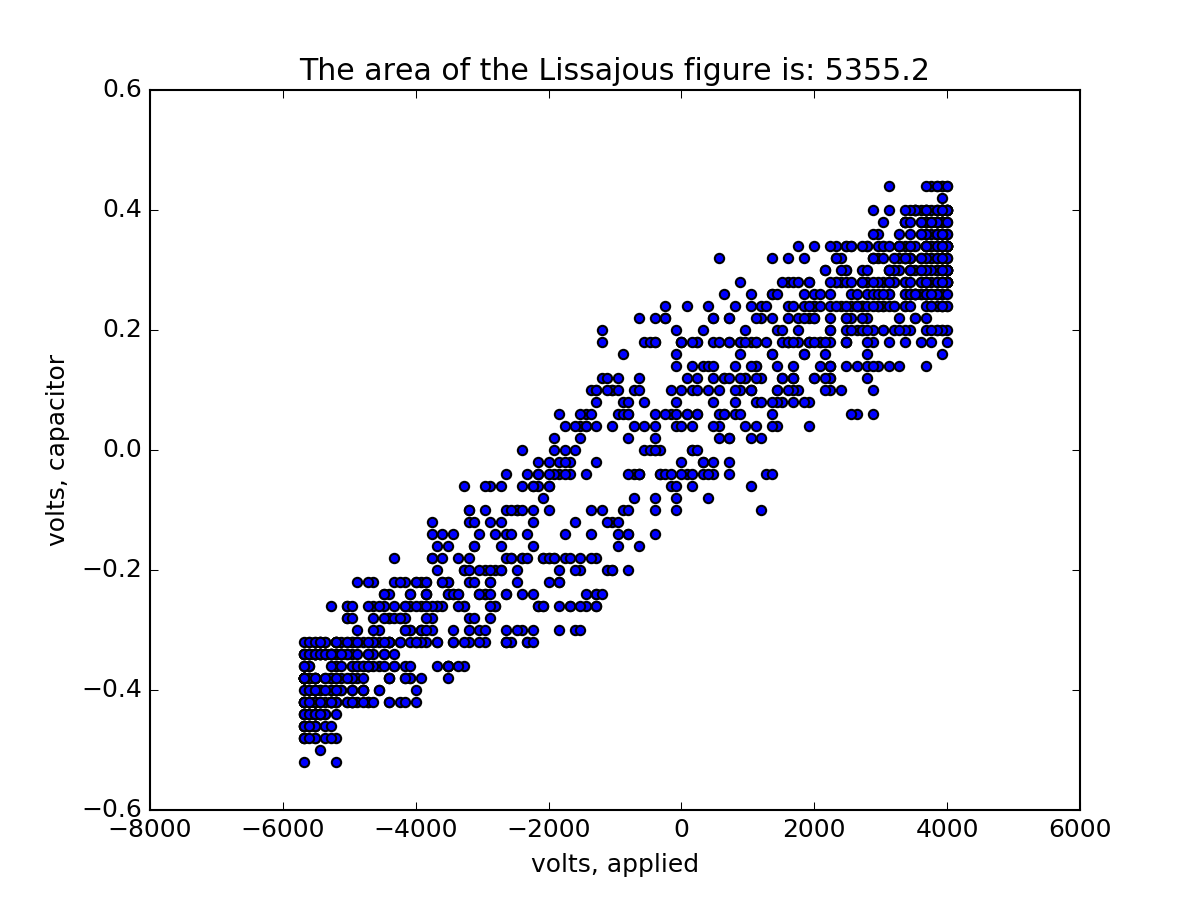 The area of the Lissajous figure is: 5355.2
0.6
0.4
0.2
0.0
−0.2
−0.4
−0.6
−8000 −6000 −4000 −2000 0 2000 4000 6000
volts, applied
volts, capacitor